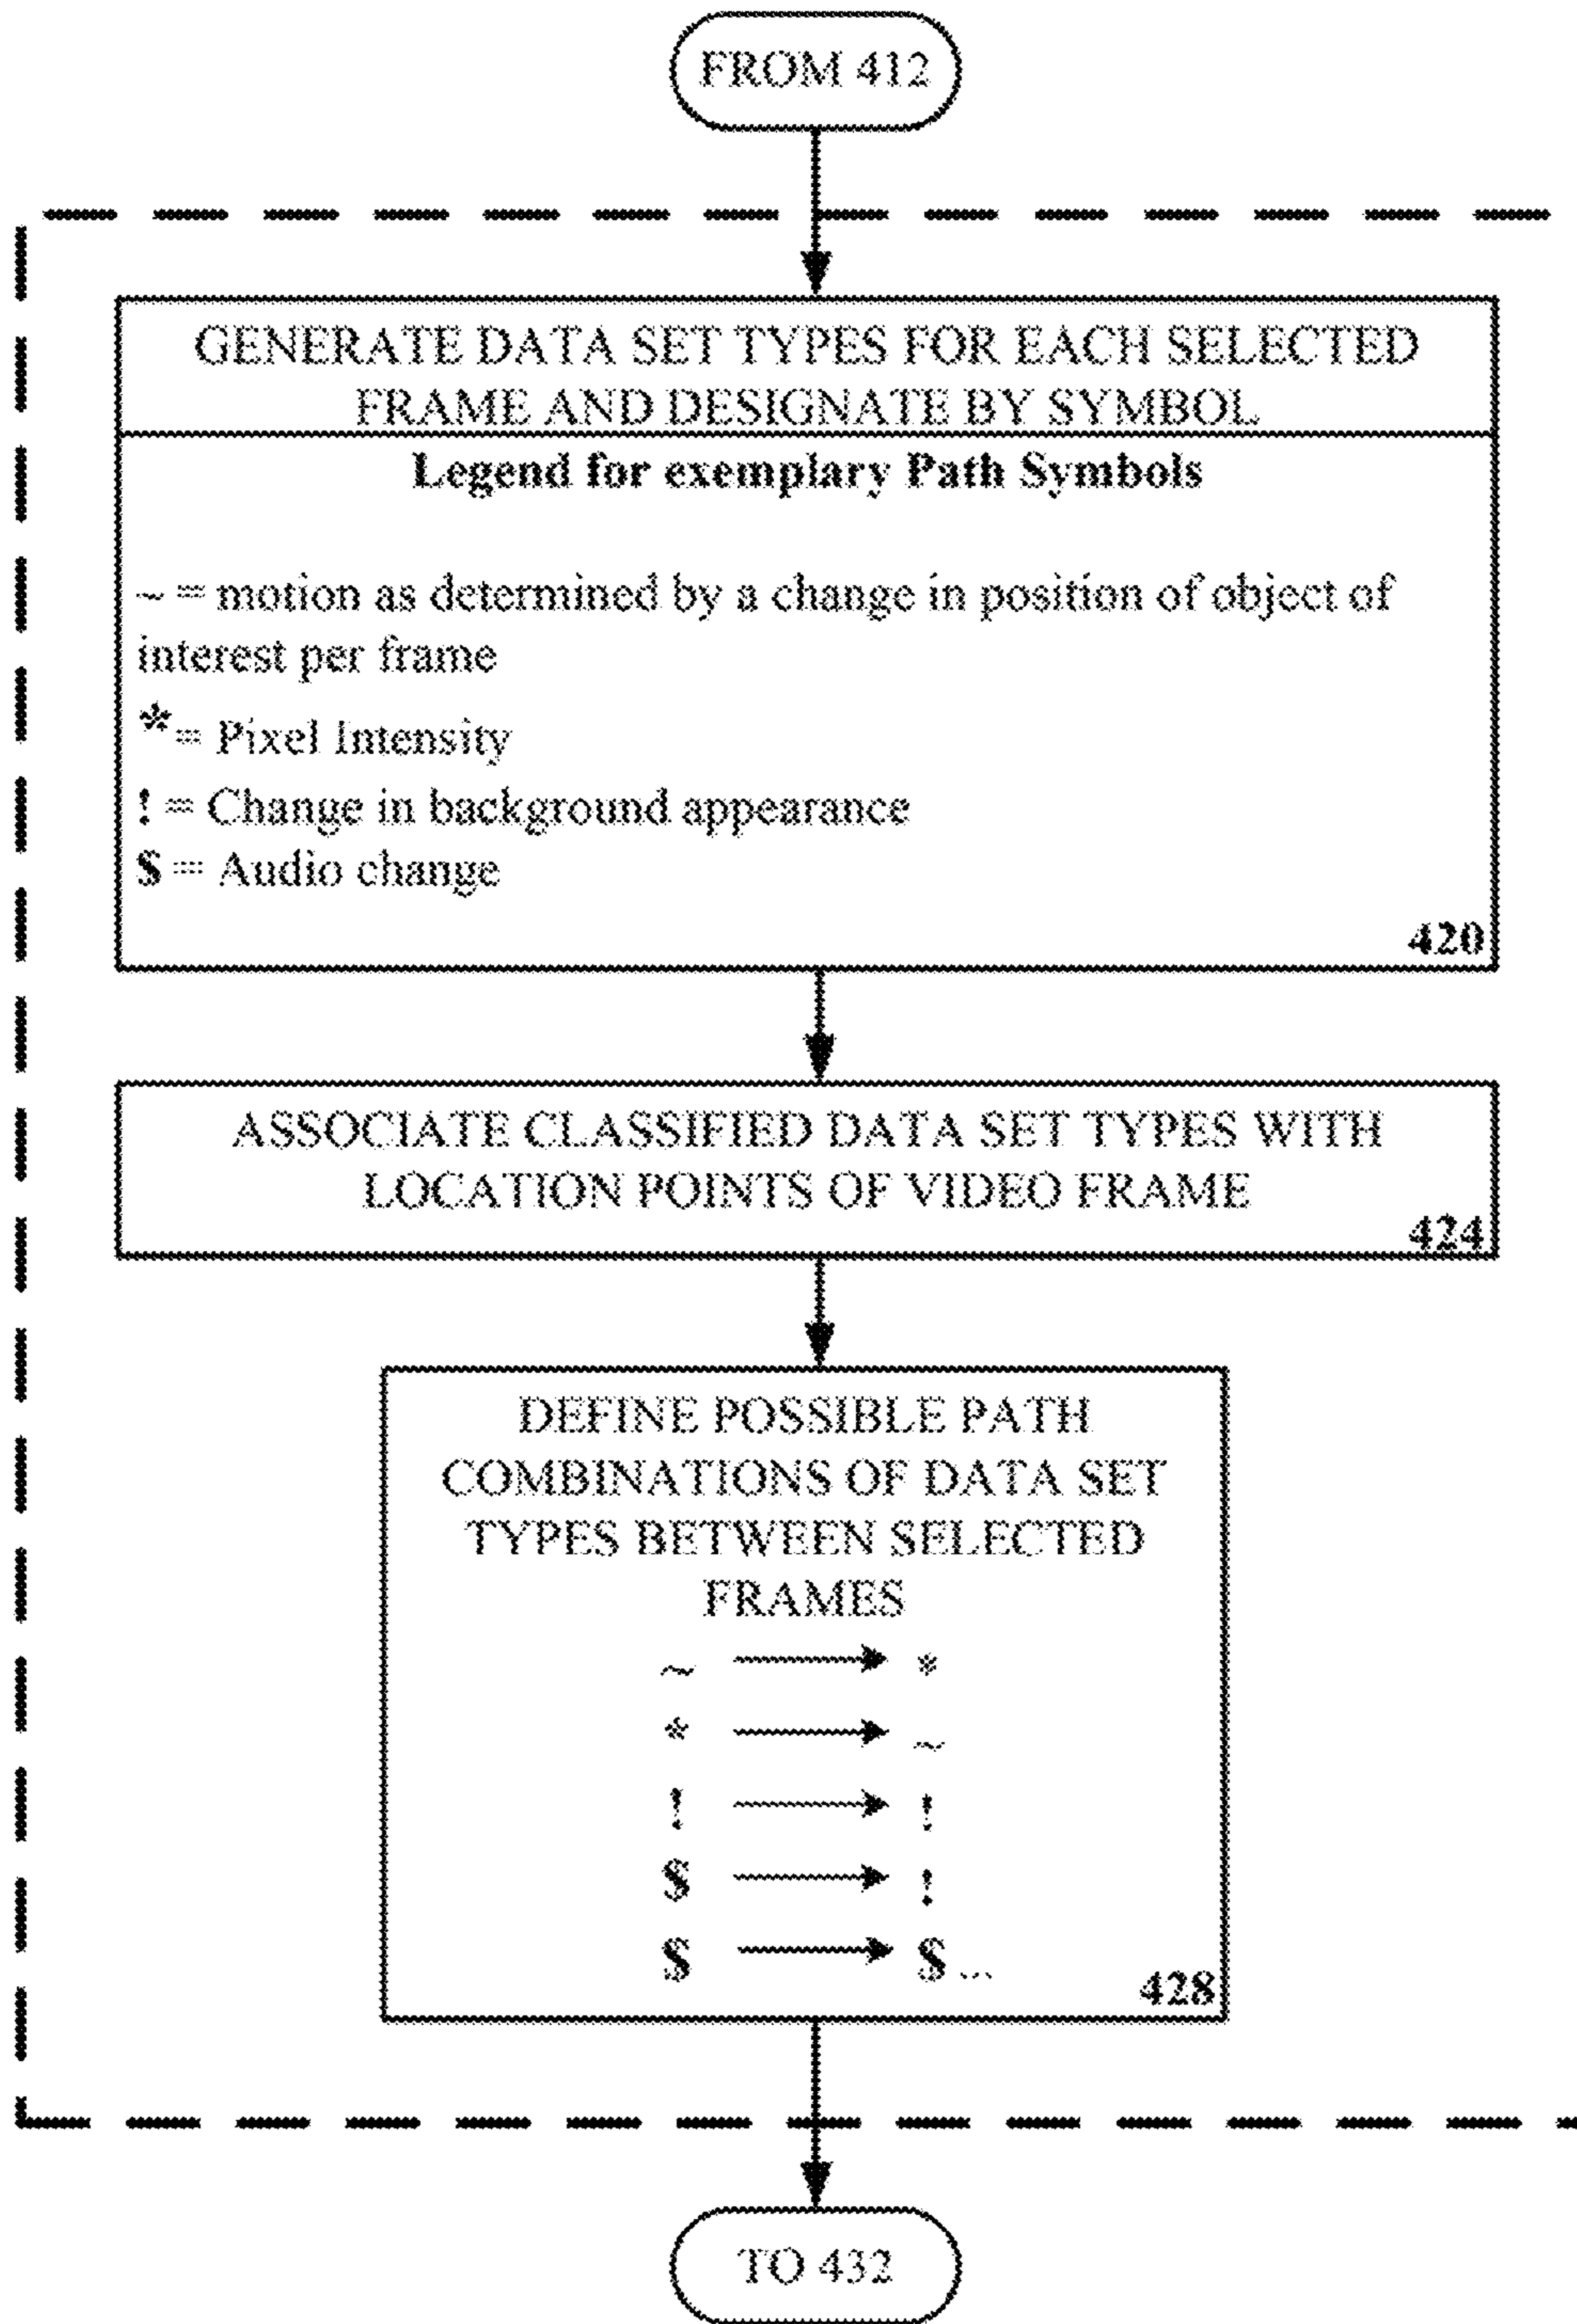 FROM 412
GENERATE DATA SET TYPES FOR EACH SELECTED
FRAME AND DESIGNATE BY SYMBOL
Legend for exemplary Path Symbols
~ = motion as determined by a change in position of object of
interest per frame
*= Pixel Intensity
! = Change in background appearance
$ = Audio change
420
ASSOCIATE CLASSIFIED DATA SET TYPES WITH
LOCATION POINTS OF VIDEO FRAME
424
DEFINE POSSIBLE PATH
COMBINATIONS OF DATA SET
TYPES BETWEEN SELECTED
FRAMES
~ → *
* → ~
! → !
$ → !
$ → $ ...
428
TO 432